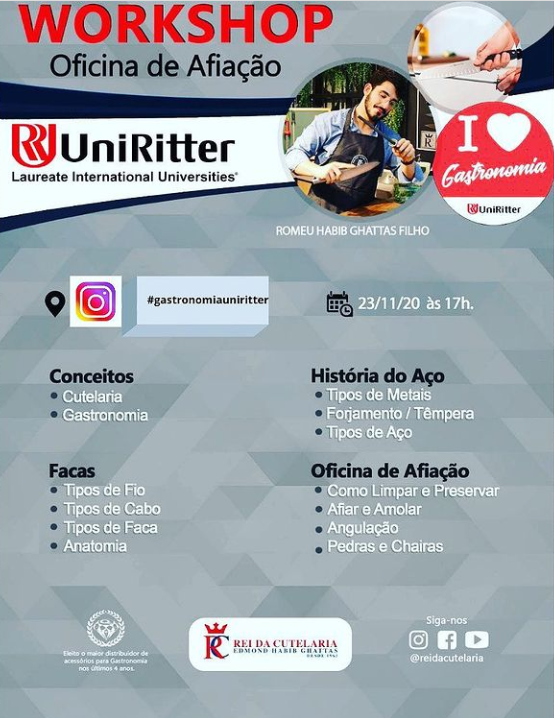 WORKSHOP
Oficina de Afiação
UniRitter
Laureate International Universities®
I
Gastronomia
UniRitter
ROMEU HABIB GHATTAS FILHO
#gastronomiauniritter
23/11/20 às 17h.
Conceitos
Cutelaria
Gastronomia
História do Aço
Tipos de Metais
Forjamento / Têmpera
Tipos de Aço
Facas
Tipos de Fio
Tipos de Cabo
Tipos de Faca
Anatomia
Oficina de Afiação
Como Limpar e Preservar
Afiar e Amolar
Angulação
Pedras e Chairas
Eleito o maior distribuidor de
acessórios para Gastronomia
nos últimos 4 anos.
RC REI DA CUTELARIA
EDMOND HABIB GHATTAS
Siga-nos
@reidacutelaria